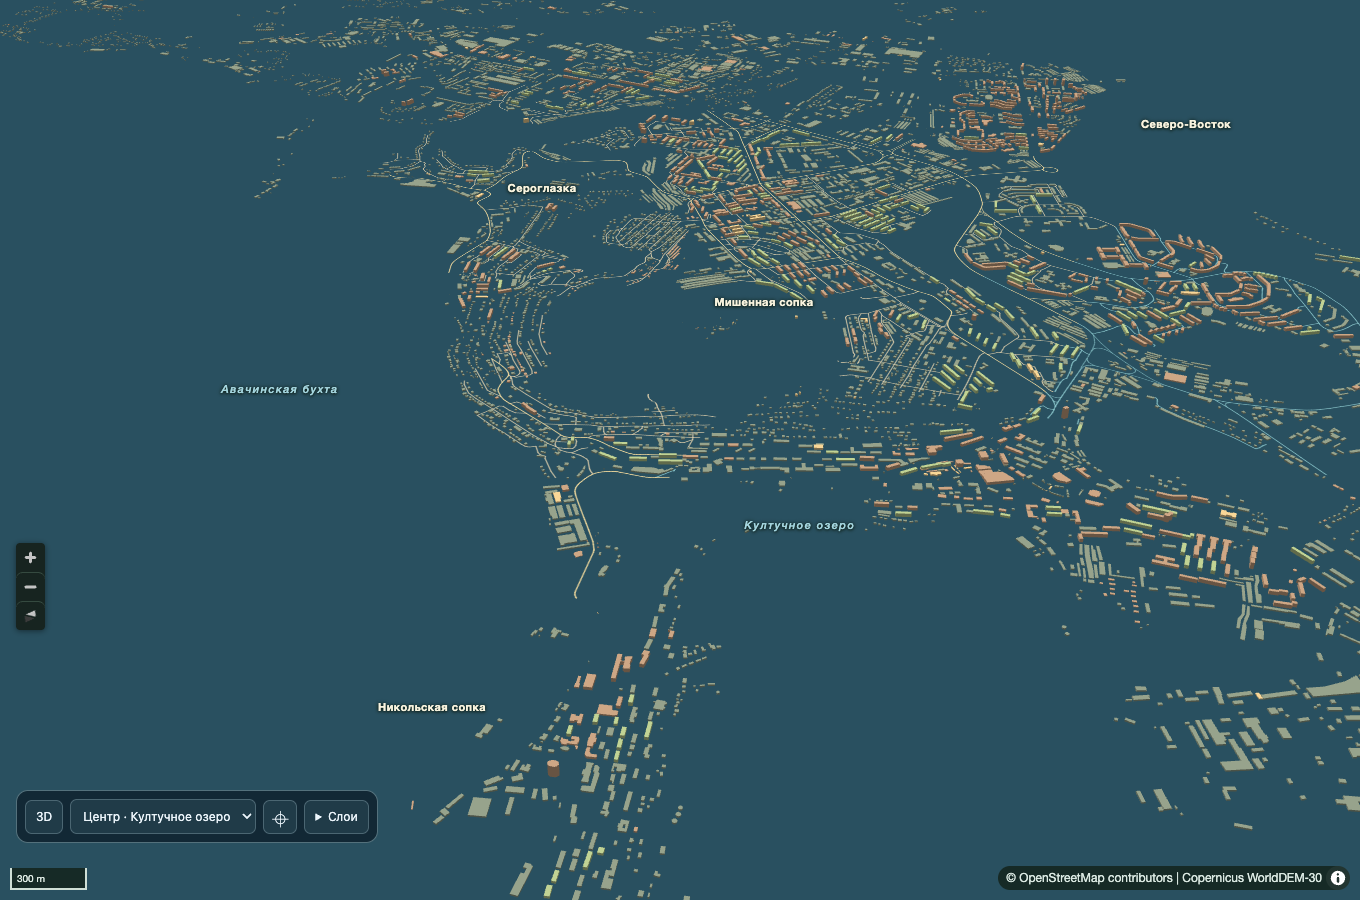 Северо-Восток
Сероглазка
Мишенная сопка
Авачинская бухта
Култучное озеро
Никольская сопка
3D
Центр · Култучное озеро
Слои
300 m
© OpenStreetMap contributors | Copernicus WorldDEM-30